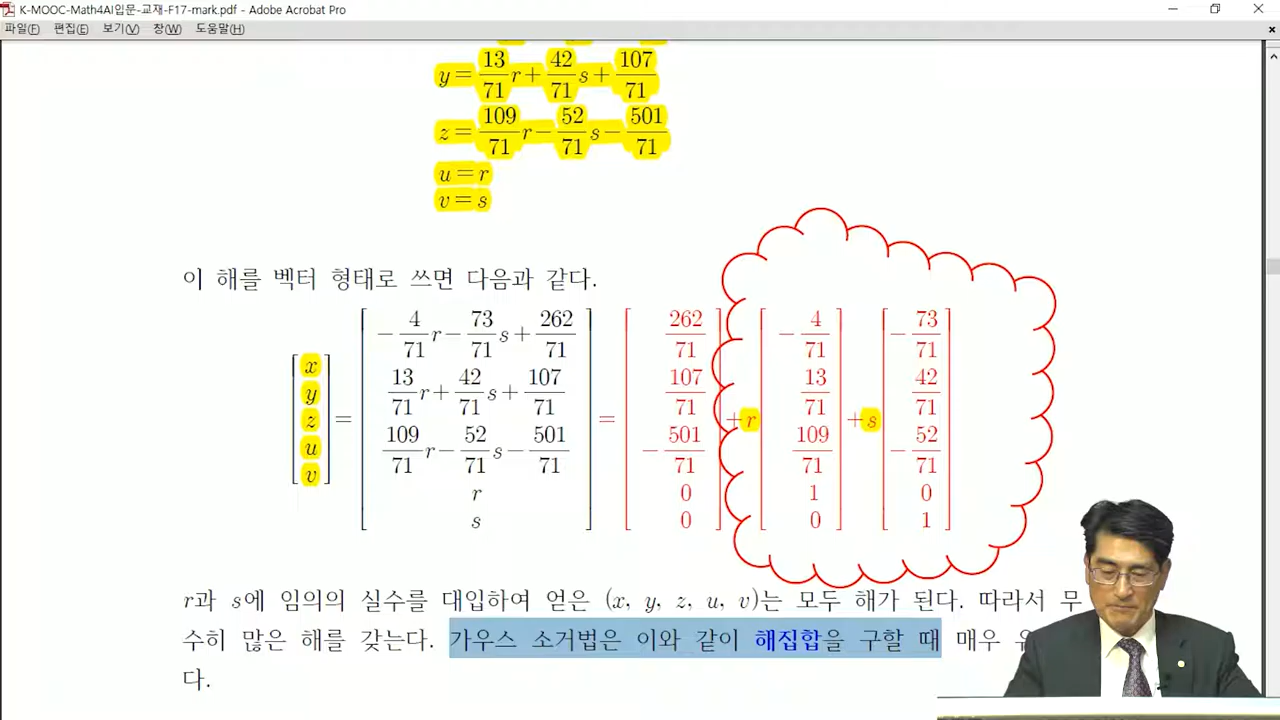 K-MOOC-Math4AI입문-교재-F17-mark.pdf - Adobe Acrobat Pro
파일(F) 편집(E) 보기(V) 창(W) 도움말(H)
y = 13/71 r + 42/71 s + 107/71
z = 109/71 r − 52/71 s − 501/71
u = r
v = s
이 해를 벡터 형태로 쓰면 다음과 같다.
[x y z u v] = [−4/71 r − 73/71 s + 262/71, 13/71 r + 42/71 s + 107/71, 109/71 r − 52/71 s − 501/71, r, s] = [262/71, 107/71, −501/71, 0, 0] + r [−4/71, 13/71, 109/71, 1, 0] + s [−73/71, 42/71, −52/71, 0, 1]
r과 s에 임의의 실수를 대입하여 얻은 (x, y, z, u, v)는 모두 해가 된다. 따라서 무
수히 많은 해를 갖는다. 가우스 소거법은 이와 같이 해집합을 구할 때 매우
다.